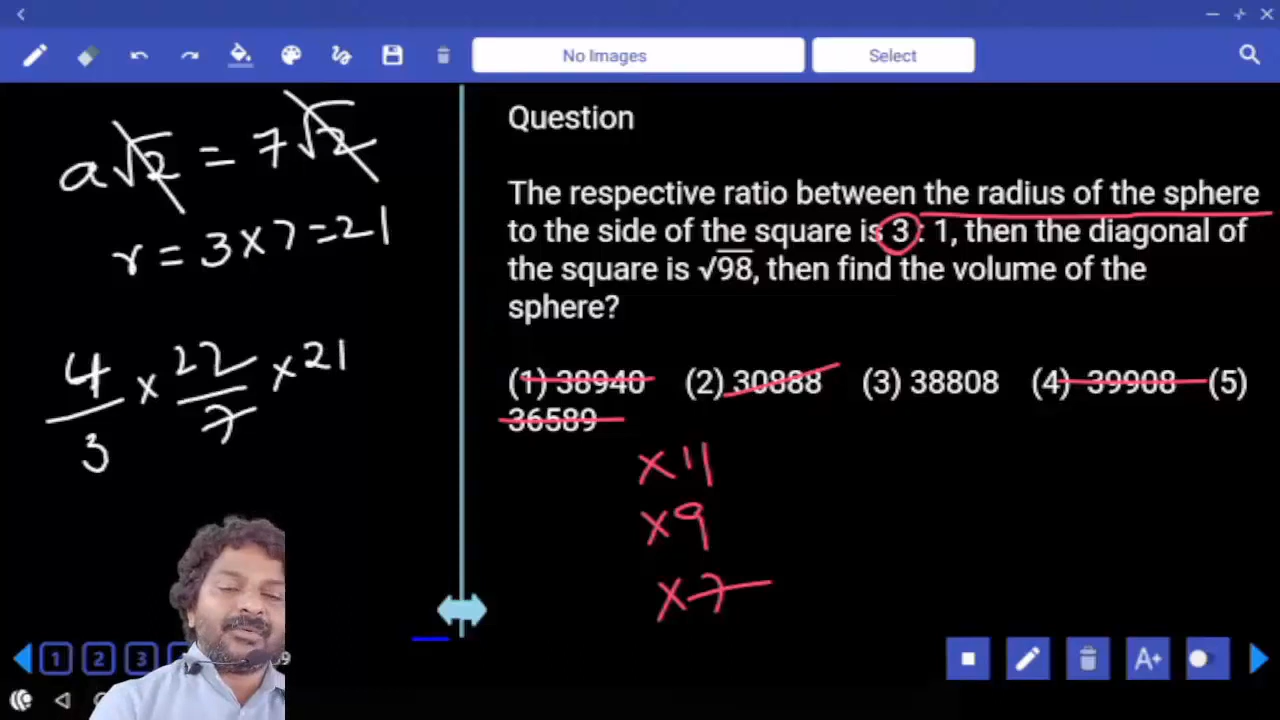 No Images
Select
a√2 = 7√2
r = 3×7=21
4/3 × 22/7 ×21
Question
The respective ratio between the radius of the sphere
to the side of the square is 3 : 1, then the diagonal of
the square is √98, then find the volume of the
sphere?
(1) 38940 (2) 30888 (3) 38808 (4) 39908 (5)
36589
×11
×9
×7
1 2 3
9
A+